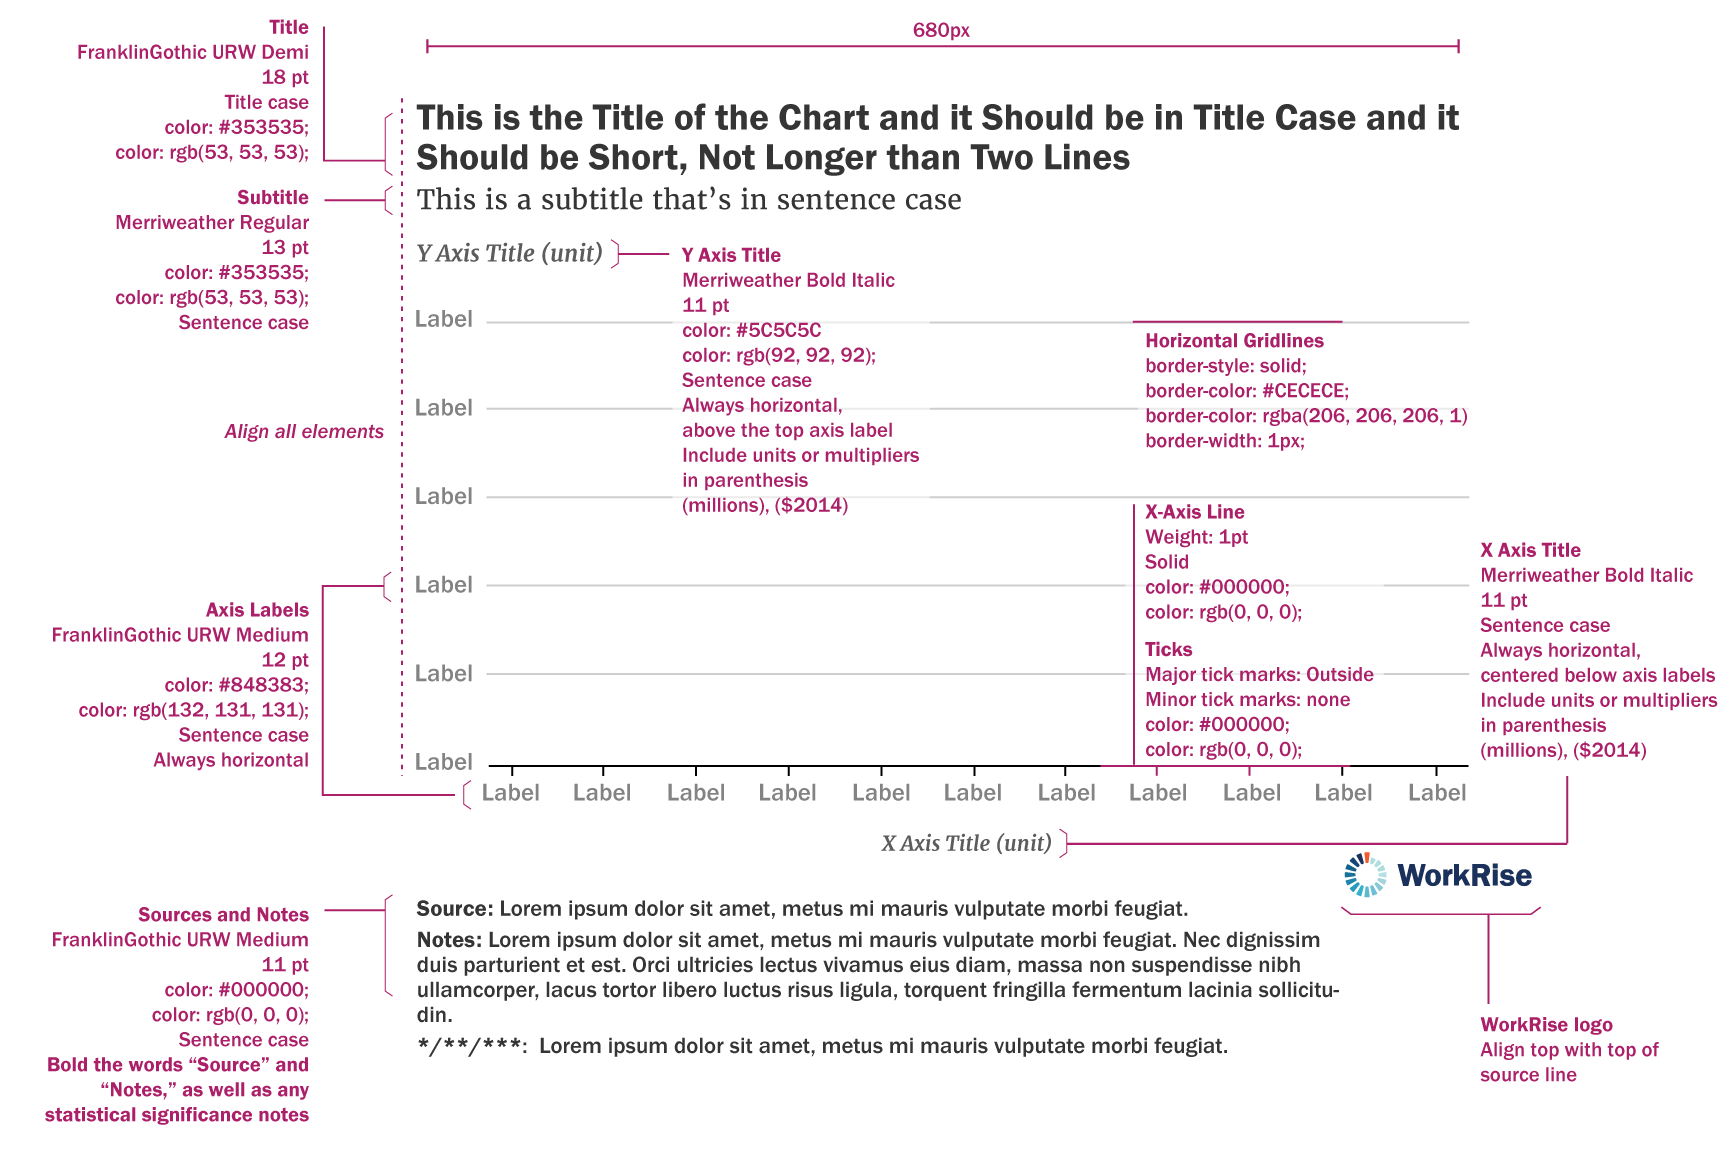 Title
FranklinGothic URW Demi
18 pt
Title case
color: #353535;
color: rgb(53, 53, 53);
680px
This is the Title of the Chart and it Should be in Title Case and it
Should be Short, Not Longer than Two Lines
Subtitle
Merriweather Regular
13 pt
color: #353535;
color: rgb(53, 53, 53);
Sentence case
This is a subtitle that’s in sentence case
Y Axis Title (unit)
Y Axis Title
Merriweather Bold Italic
11 pt
color: #5C5C5C
color: rgb(92, 92, 92);
Sentence case
Always horizontal,
above the top axis label
Include units or multipliers
in parenthesis
(millions), ($2014)
Horizontal Gridlines
border-style: solid;
border-color: #CECECE;
border-color: rgba(206, 206, 206, 1)
border-width: 1px;
Align all elements
Label
Label
Label
Label
Label
Label
X-Axis Line
Weight: 1pt
Solid
color: #000000;
color: rgb(0, 0, 0);
Ticks
Major tick marks: Outside
Minor tick marks: none
color: #000000;
color: rgb(0, 0, 0);
X Axis Title
Merriweather Bold Italic
11 pt
Sentence case
Always horizontal,
centered below axis labels
Include units or multipliers
in parenthesis
(millions), ($2014)
Axis Labels
FranklinGothic URW Medium
12 pt
color: #848383;
color: rgb(132, 131, 131);
Sentence case
Always horizontal
Label Label Label Label Label Label Label Label Label Label Label
X Axis Title (unit)
WorkRise
Sources and Notes
FranklinGothic URW Medium
11 pt
color: #000000;
color: rgb(0, 0, 0);
Sentence case
Bold the words “Source” and
“Notes,” as well as any
statistical significance notes
Source: Lorem ipsum dolor sit amet, metus mi mauris vulputate morbi feugiat.
Notes: Lorem ipsum dolor sit amet, metus mi mauris vulputate morbi feugiat. Nec dignissim
duis parturient et est. Orci ultricies lectus vivamus eius diam, massa non suspendisse nibh
ullamcorper, lacus tortor libero luctus risus ligula, torquent fringilla fermentum lacinia sollicitu-
din.
*/**/***: Lorem ipsum dolor sit amet, metus mi mauris vulputate morbi feugiat.
WorkRise logo
Align top with top of
source line